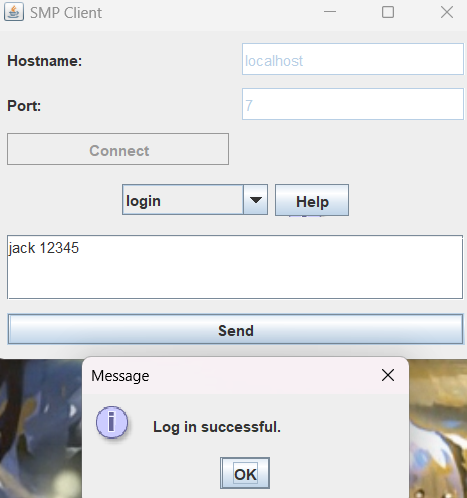 SMP Client
Hostname: localhost
Port: 7
Connect
login Help
jack 12345
Send
Message
Log in successful.
OK